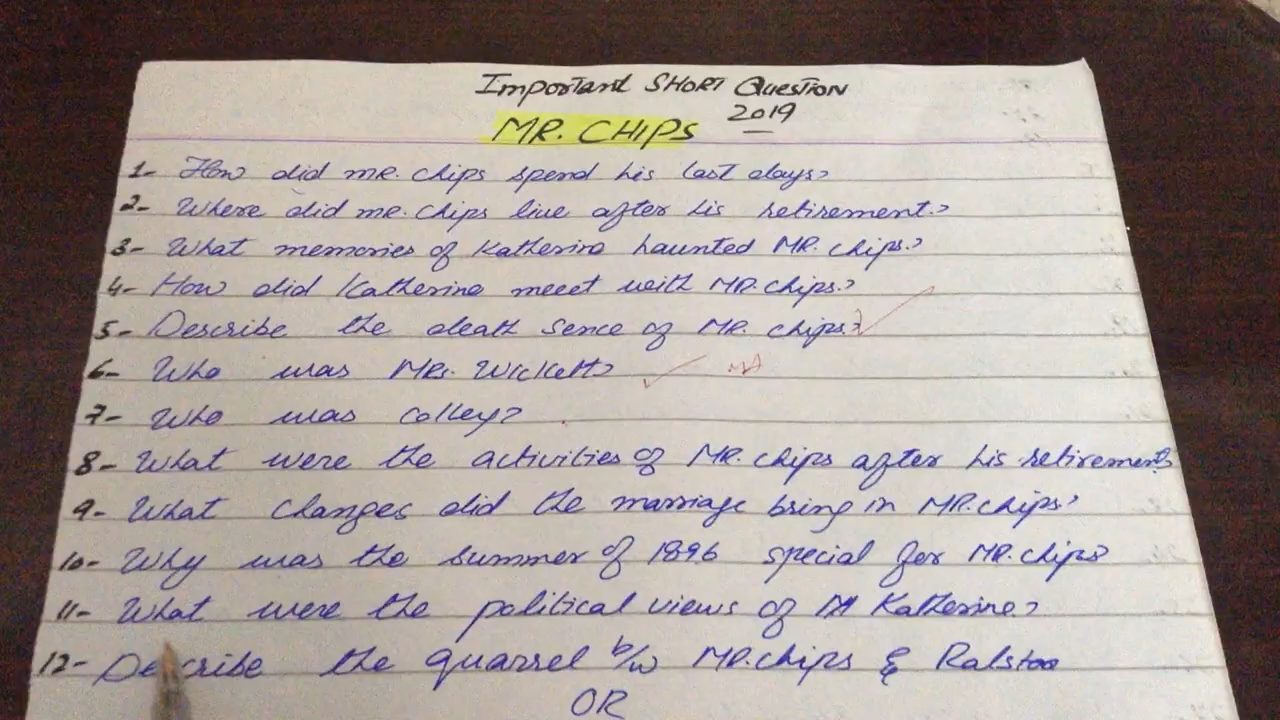 Important SHORT Question
2019
MR. CHIPS
1- How did MR. Chips spend his last days?
2- Where did MR. Chips live after his retirement?
3- What memories of Katherine haunted MR. Chips?
4- How did Katherine meeet with MR. Chips?
5- Describe the death sence of MR. Chips?
6- Who was MRs. Wickett?
7- Who was Colley?
8- What were the activities of MR. Chips after his retirement?
9- What Changes did the marriage bring in MR. Chips?
10- Why was the summer of 1896 special for MR. Chips
11- What were the political views of Katherine?
12- Describe the quarrel b/w MR. Chips & Ralston
OR